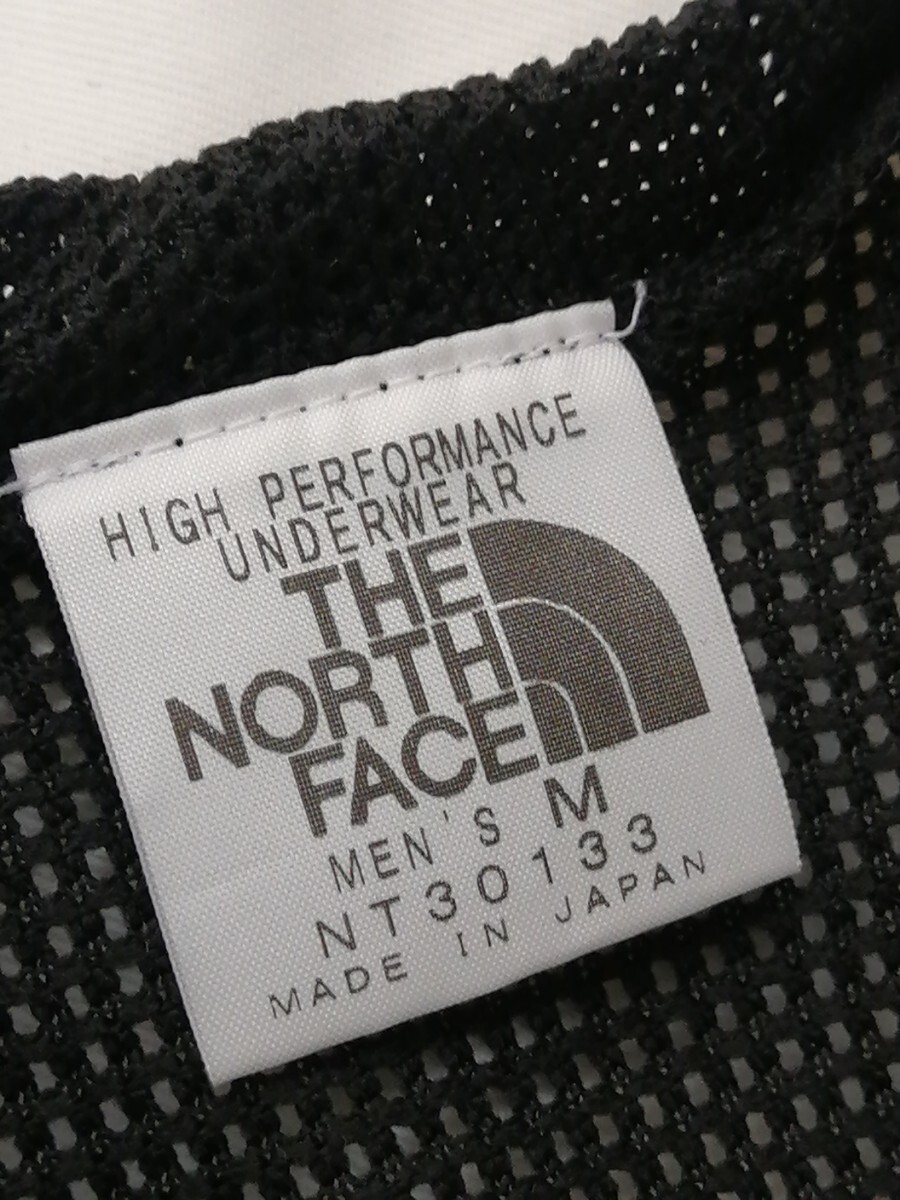 HIGH PERFORMANCE
UNDERWEAR
THE
NORTH
FACE
MEN'S M
NT30133
MADE IN JAPAN